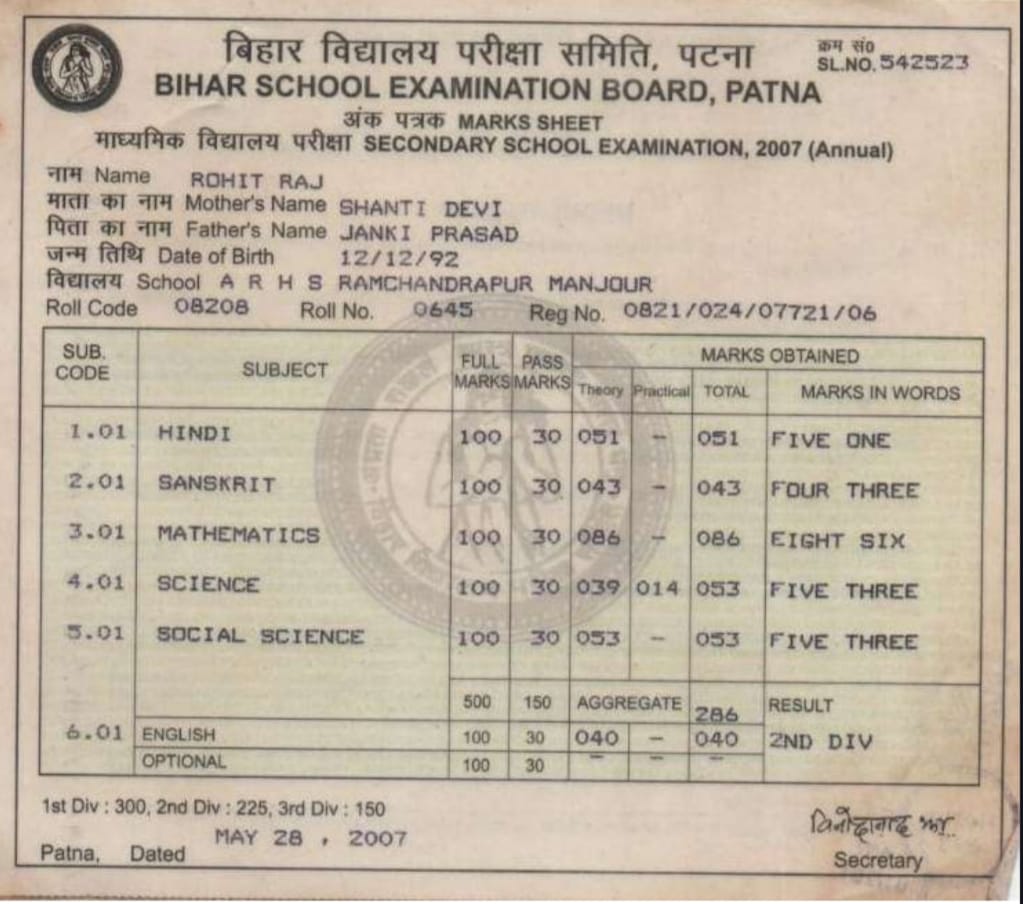 बिहार विद्यालय परीक्षा समिति, पटना
क्रम सं०
SL.NO. 542523
BIHAR SCHOOL EXAMINATION BOARD, PATNA
अंक पत्रक MARKS SHEET
माध्यमिक विद्यालय परीक्षा SECONDARY SCHOOL EXAMINATION, 2007 (Annual)
नाम Name ROHIT RAJ
माता का नाम Mother's Name SHANTI DEVI
पिता का नाम Father's Name JANKI PRASAD
जन्म तिथि Date of Birth 12/12/92
विद्यालय School A R H S RAMCHANDRAPUR MANJOUR
Roll Code 08208 Roll No. 0645 Reg No. 0821/024/07721/06
SUB. CODE SUBJECT FULL MARKS PASS MARKS MARKS OBTAINED
Theory Practical TOTAL MARKS IN WORDS
1.01 HINDI 100 30 051 - 051 FIVE ONE
2.01 SANSKRIT 100 30 043 - 043 FOUR THREE
3.01 MATHEMATICS 100 30 086 - 086 EIGHT SIX
4.01 SCIENCE 100 30 039 014 053 FIVE THREE
5.01 SOCIAL SCIENCE 100 30 053 - 053 FIVE THREE
500 150 AGGREGATE 286 RESULT
6.01 ENGLISH 100 30 040 - 040 2ND DIV
OPTIONAL 100 30 - - -
1st Div : 300, 2nd Div : 225, 3rd Div : 150
Patna, Dated MAY 28 , 2007
Secretary